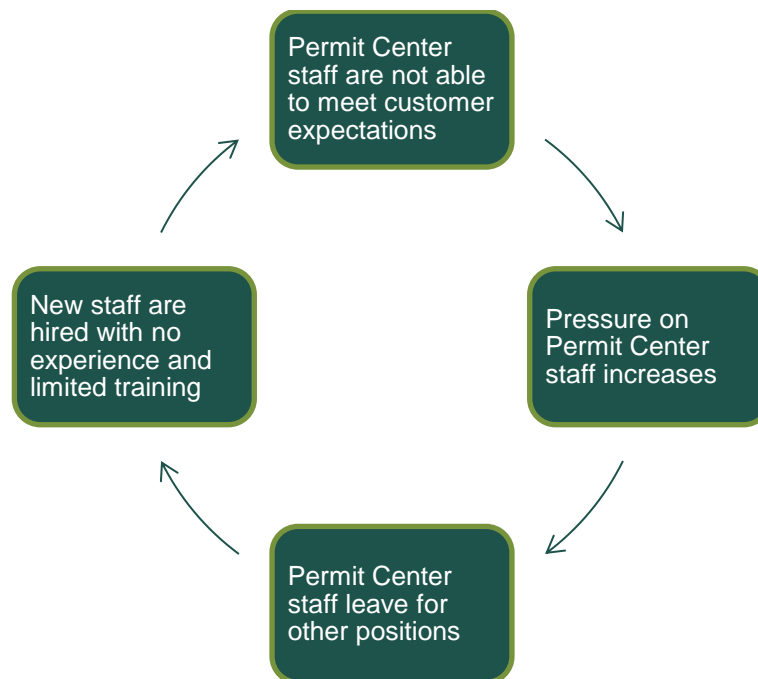 Permit Center
staff are not able
to meet customer
expectations
Pressure on
Permit Center
staff increases
Permit Center
staff leave for
other positions
New staff are
hired with no
experience and
limited training